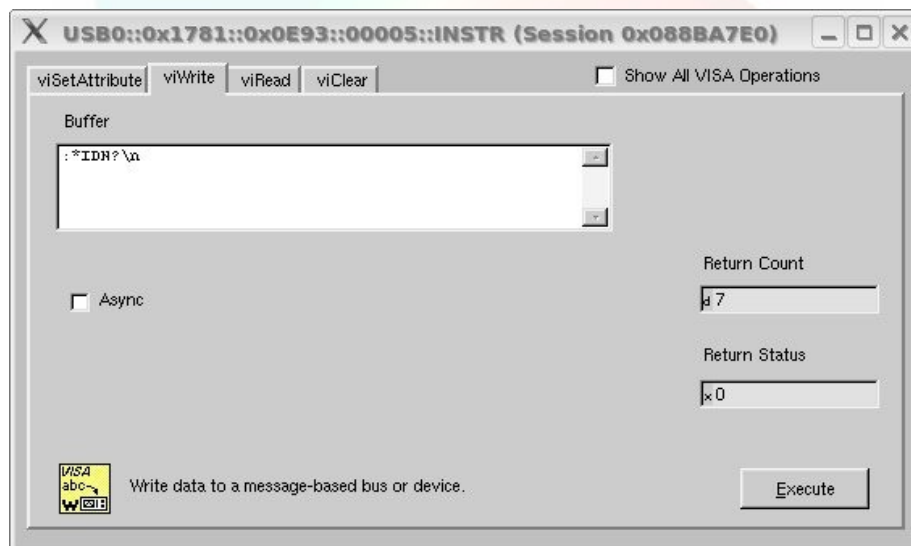 USB0::0x1781::0x0E93::00005::INSTR (Session 0x088BA7E0)
viSetAttribute viWrite viRead viClear
Show All VISA Operations
Buffer
:*IDN?\n
Return Count
d 7
Async
Return Status
x 0
VISA
abc
W
Write data to a message-based bus or device.
Execute